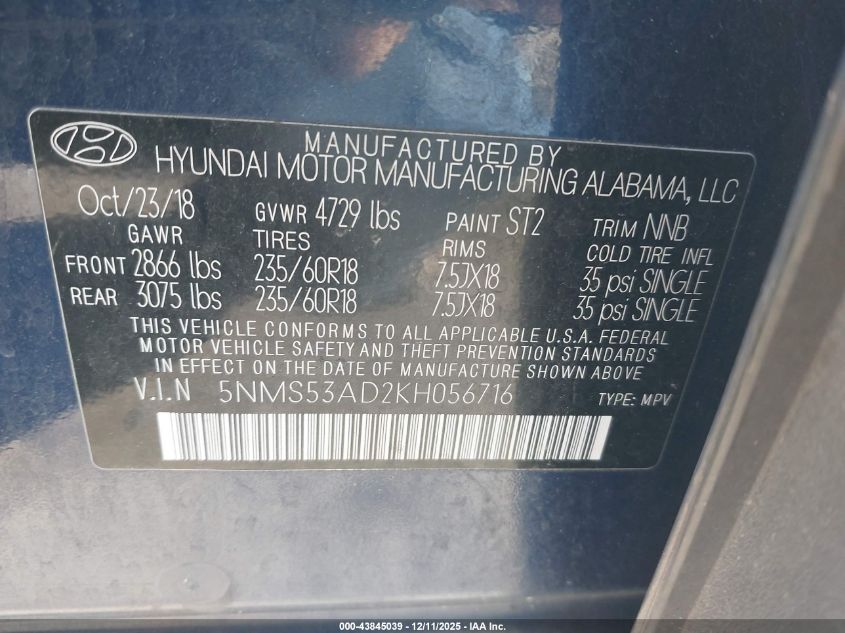 MANUFACTURED BY
HYUNDAI MOTOR MANUFACTURING ALABAMA, LLC
Oct/23/18 GVWR 4729 lbs PAINT ST2 TRIM NNB
GAWR TIRES RIMS COLD TIRE INFL
FRONT 2866 lbs 235/60R18 7.5JX18 35 psi SINGLE
REAR 3075 lbs 235/60R18 7.5JX18 35 psi SINGLE
THIS VEHICLE CONFORMS TO ALL APPLICABLE U.S.A. FEDERAL
MOTOR VEHICLE SAFETY AND THEFT PREVENTION STANDARDS
IN EFFECT ON THE DATE OF MANUFACTURE SHOWN ABOVE
V.I.N 5NMS53AD2KH056716 TYPE: MPV
000-43845039 - 12/11/2025 - IAA Inc.